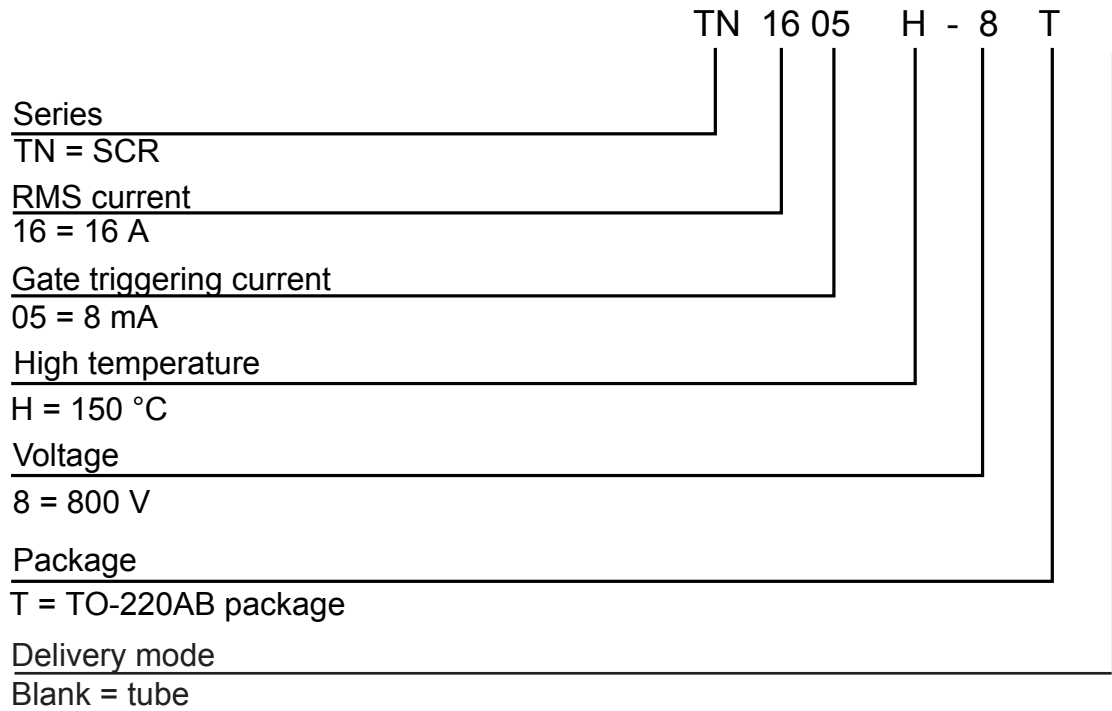 TN 16 05 H - 8 T
Series
TN = SCR
RMS current
16 = 16 A
Gate triggering current
05 = 8 mA
High temperature
H = 150 °C
Voltage
8 = 800 V
Package
T = TO-220AB package
Delivery mode
Blank = tube